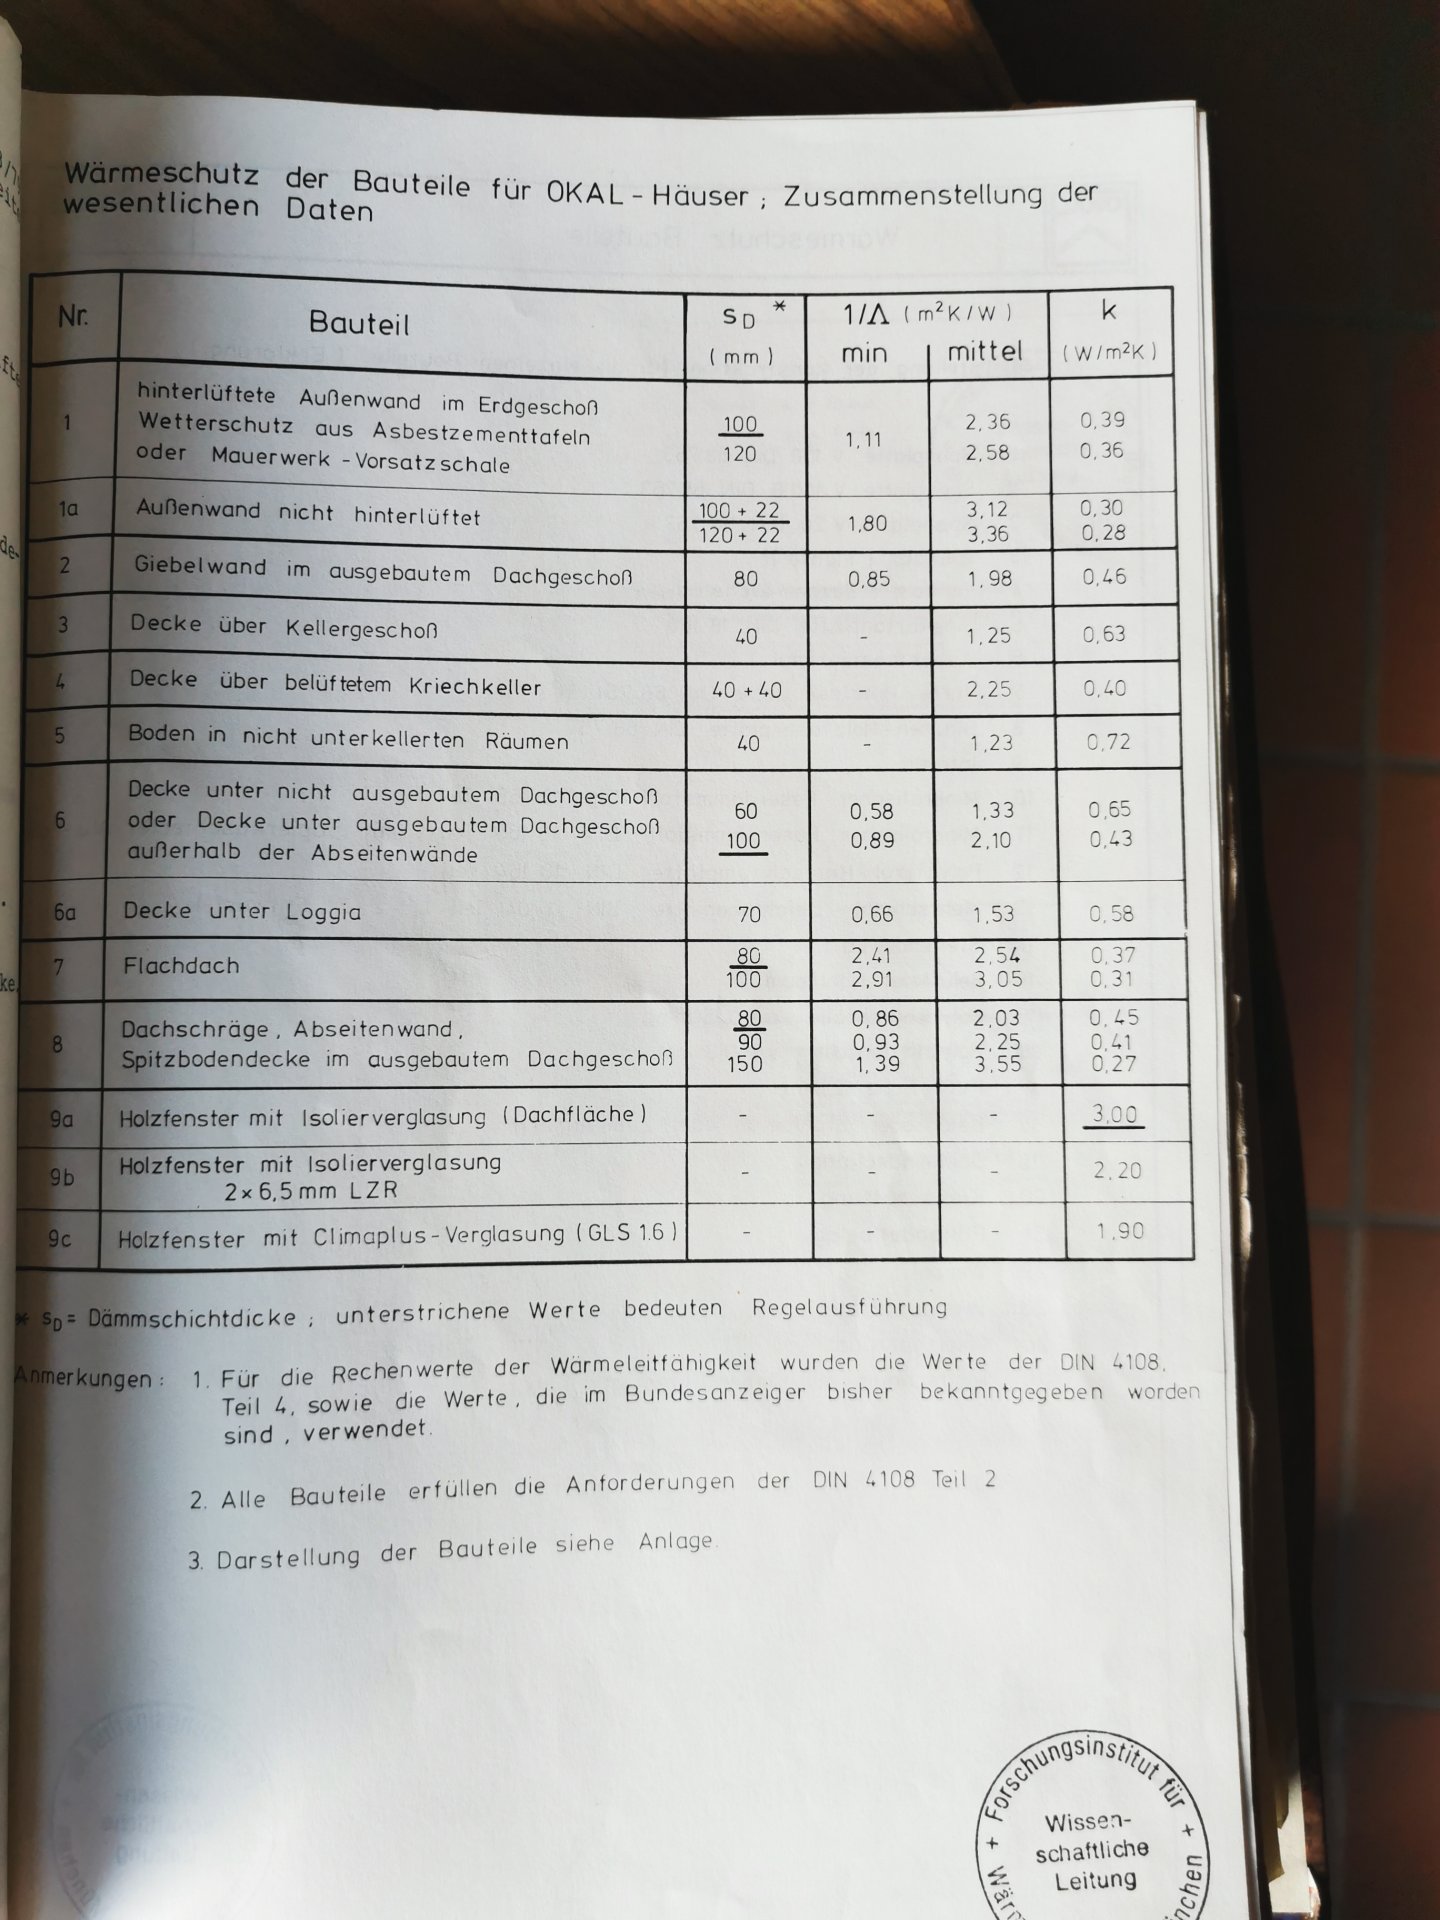 Wärmeschutz der Bauteile für OKAL-Häuser; Zusammenstellung der
wesentlichen Daten
Nr. Bauteil sD * (mm) 1/Λ (m²K/W) min mittel k (W/m²K)
1 hinterlüftete Außenwand im Erdgeschoß
Wetterschutz aus Asbestzementtafeln 100 1,11 2,36 0,39
oder Mauerwerk-Vorsatzschale 120 2,58 0,36
1a Außenwand nicht hinterlüftet 100 + 22 1,80 3,12 0,30
120 + 22 3,36 0,28
2 Giebelwand im ausgebautem Dachgeschoß 80 0,85 1,98 0,46
3 Decke über Kellergeschoß 40 - 1,25 0,63
4 Decke über belüftetem Kriechkeller 40 + 40 - 2,25 0,40
5 Boden in nicht unterkellerten Räumen 40 - 1,23 0,72
6 Decke unter nicht ausgebautem Dachgeschoß 60 0,58 1,33 0,65
oder Decke unter ausgebautem Dachgeschoß 100 0,89 2,10 0,43
außerhalb der Abseitenwände
6a Decke unter Loggia 70 0,66 1,53 0,58
7 Flachdach 80 2,41 2,54 0,37
100 2,91 3,05 0,31
8 Dachschräge, Abseitenwand, 80 0,86 2,03 0,45
90 0,93 2,25 0,41
Spitzbodendecke im ausgebautem Dachgeschoß 150 1,39 3,55 0,27
9a Holzfenster mit Isolierverglasung (Dachfläche) - - - 3,00
9b Holzfenster mit Isolierverglasung - - - 2,20
2×6,5mm LZR
9c Holzfenster mit Climaplus-Verglasung (GLS 1.6) - - - 1,90
* sD = Dämmschichtdicke; unterstrichene Werte bedeuten Regelausführung
Anmerkungen: 1. Für die Rechenwerte der Wärmeleitfähigkeit wurden die Werte der DIN 4108,
Teil 4, sowie die Werte, die im Bundesanzeiger bisher bekanntgegeben worden
sind, verwendet.
2. Alle Bauteile erfüllen die Anforderungen der DIN 4108 Teil 2
3. Darstellung der Bauteile siehe Anlage.
+ Forschungsinstitut für +
Wissen-
schaftliche
Leitung